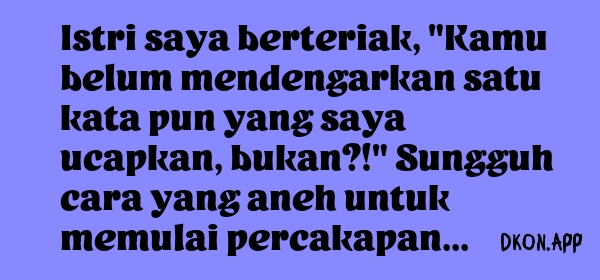 Istri saya berteriak, "Kamu
belum mendengarkan satu
kata pun yang saya
ucapkan, bukan?!" Sungguh
cara yang aneh untuk
memulai percakapan...
DKON.APP